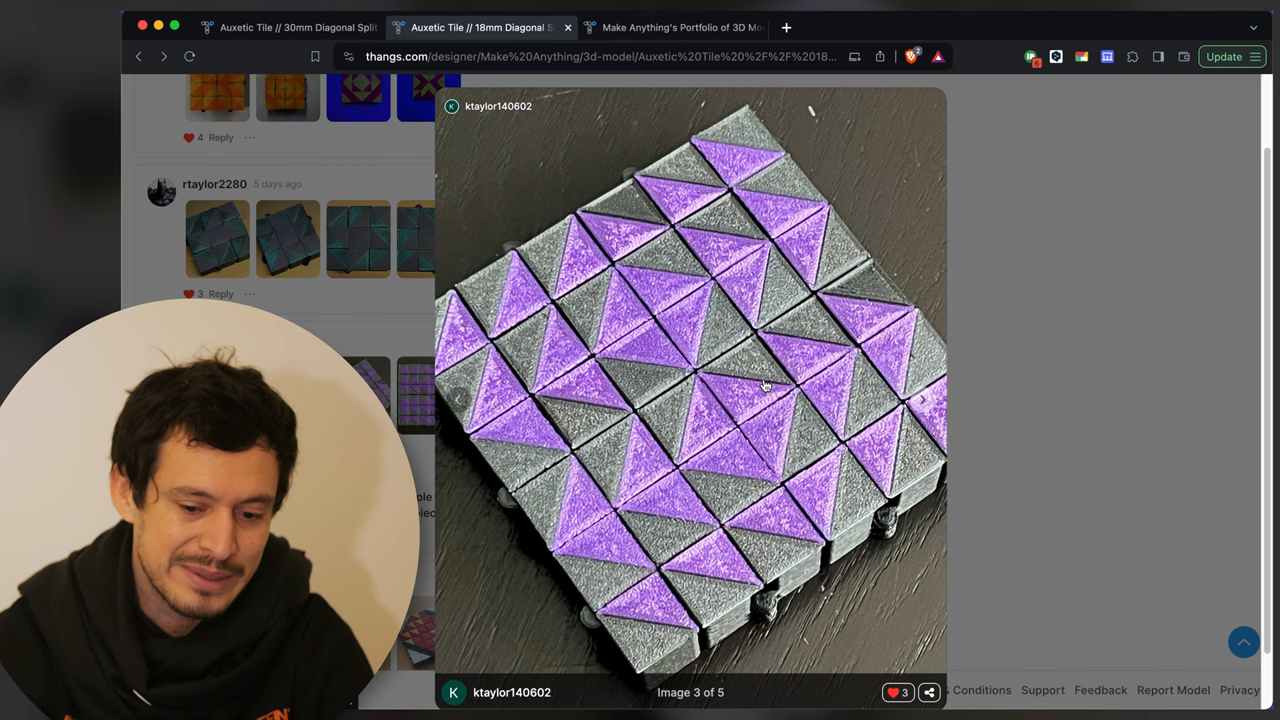 Auxetic Tile // 30mm Diagonal Split
Auxetic Tile // 18mm Diagonal S
Make Anything's Portfolio of 3D Mo
thangs.com/designer/Make%20Anything/3d-model/Auxetic%20Tile%20%2F%2F%2018...
2
6
Update
K ktaylor140602
4 Reply
rtaylor2280 5 days ago
3 Reply
K ktaylor140602 Image 3 of 5 3
Conditions Support Feedback Report Model Privacy